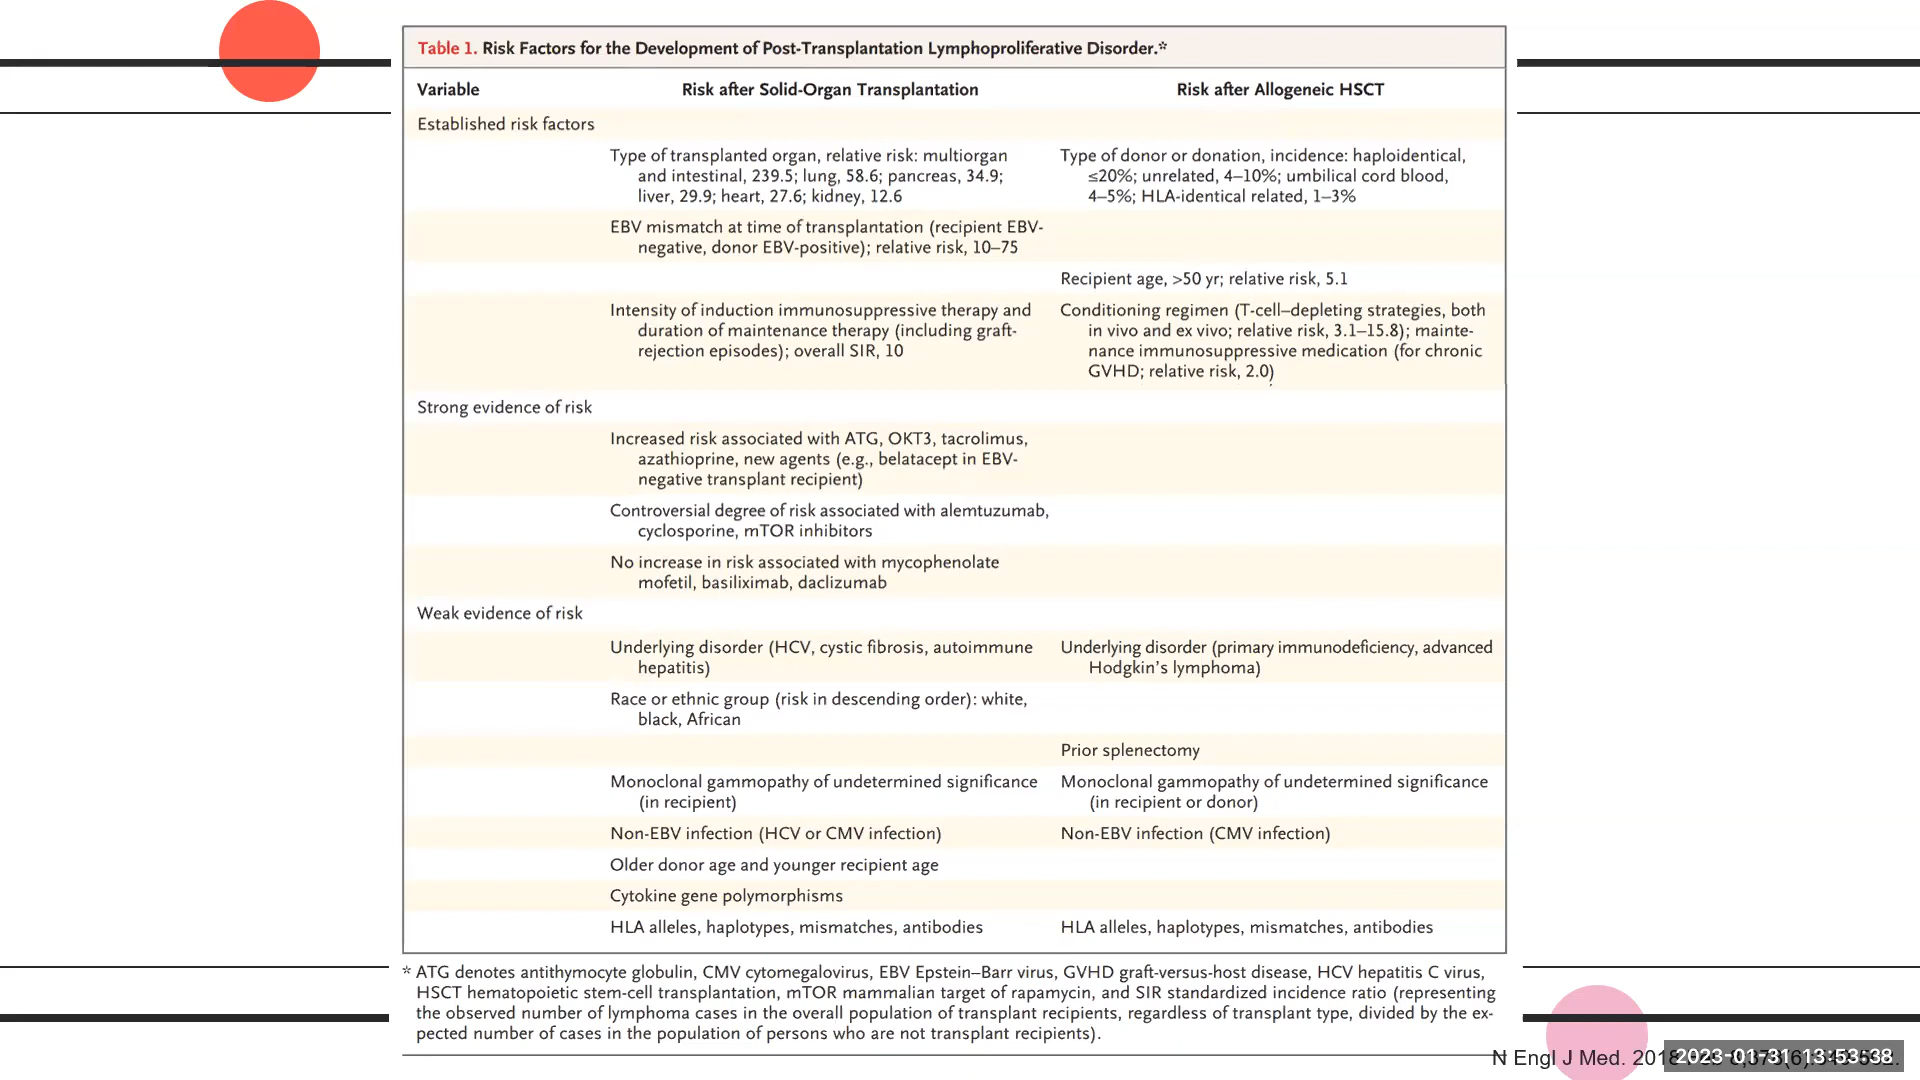 Table 1. Risk Factors for the Development of Post-Transplantation Lymphoproliferative Disorder.*
Variable Risk after Solid-Organ Transplantation Risk after Allogeneic HSCT
Established risk factors
Type of transplanted organ, relative risk: multiorgan
and intestinal, 239.5; lung, 58.6; pancreas, 34.9;
liver, 29.9; heart, 27.6; kidney, 12.6
Type of donor or donation, incidence: haploidentical,
≤20%; unrelated, 4–10%; umbilical cord blood,
4–5%; HLA-identical related, 1–3%
EBV mismatch at time of transplantation (recipient EBV-
negative, donor EBV-positive); relative risk, 10–75
Recipient age, >50 yr; relative risk, 5.1
Intensity of induction immunosuppressive therapy and
duration of maintenance therapy (including graft-
rejection episodes); overall SIR, 10
Conditioning regimen (T-cell–depleting strategies, both
in vivo and ex vivo; relative risk, 3.1–15.8); mainte-
nance immunosuppressive medication (for chronic
GVHD; relative risk, 2.0)
Strong evidence of risk
Increased risk associated with ATG, OKT3, tacrolimus,
azathioprine, new agents (e.g., belatacept in EBV-
negative transplant recipient)
Controversial degree of risk associated with alemtuzumab,
cyclosporine, mTOR inhibitors
No increase in risk associated with mycophenolate
mofetil, basiliximab, daclizumab
Weak evidence of risk
Underlying disorder (HCV, cystic fibrosis, autoimmune
hepatitis)
Underlying disorder (primary immunodeficiency, advanced
Hodgkin's lymphoma)
Race or ethnic group (risk in descending order): white,
black, African
Prior splenectomy
Monoclonal gammopathy of undetermined significance
(in recipient)
Monoclonal gammopathy of undetermined significance
(in recipient or donor)
Non-EBV infection (HCV or CMV infection)
Non-EBV infection (CMV infection)
Older donor age and younger recipient age
Cytokine gene polymorphisms
HLA alleles, haplotypes, mismatches, antibodies
HLA alleles, haplotypes, mismatches, antibodies
* ATG denotes antithymocyte globulin, CMV cytomegalovirus, EBV Epstein–Barr virus, GVHD graft-versus-host disease, HCV hepatitis C virus,
HSCT hematopoietic stem-cell transplantation, mTOR mammalian target of rapamycin, and SIR standardized incidence ratio (representing
the observed number of lymphoma cases in the overall population of transplant recipients, regardless of transplant type, divided by the ex-
pected number of cases in the population of persons who are not transplant recipients).
N Engl J Med.
2023-01-31 13:53:38